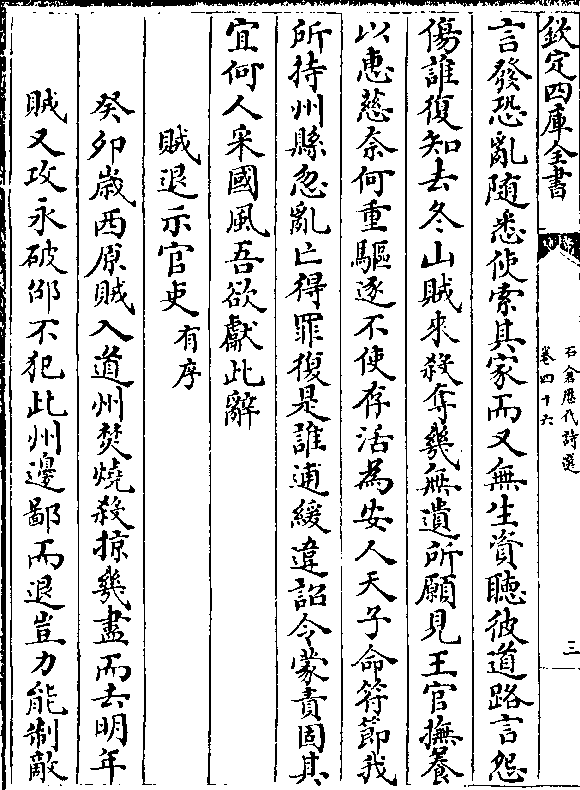 欽定四庫全書
石倉歷代詩選
卷四十六
三
言發恐亂隨悉使索其家而又無生資聽彼道路言怨
傷誰復知去冬山賊來殺奪幾無遺所願見王官撫養
以惠慈奈何重驅逐不使存活為安人天子命符節我
所持州縣忽亂亡得罪復是誰逋緩違詔令蒙責固其
宜何人采國風吾欲獻此辭
賊退示官吏有序
癸夘歳西原賊入道州焚燒殺掠幾盡而去明年
賊又攻永破邵不犯此州邊鄙而退豈力能制敵